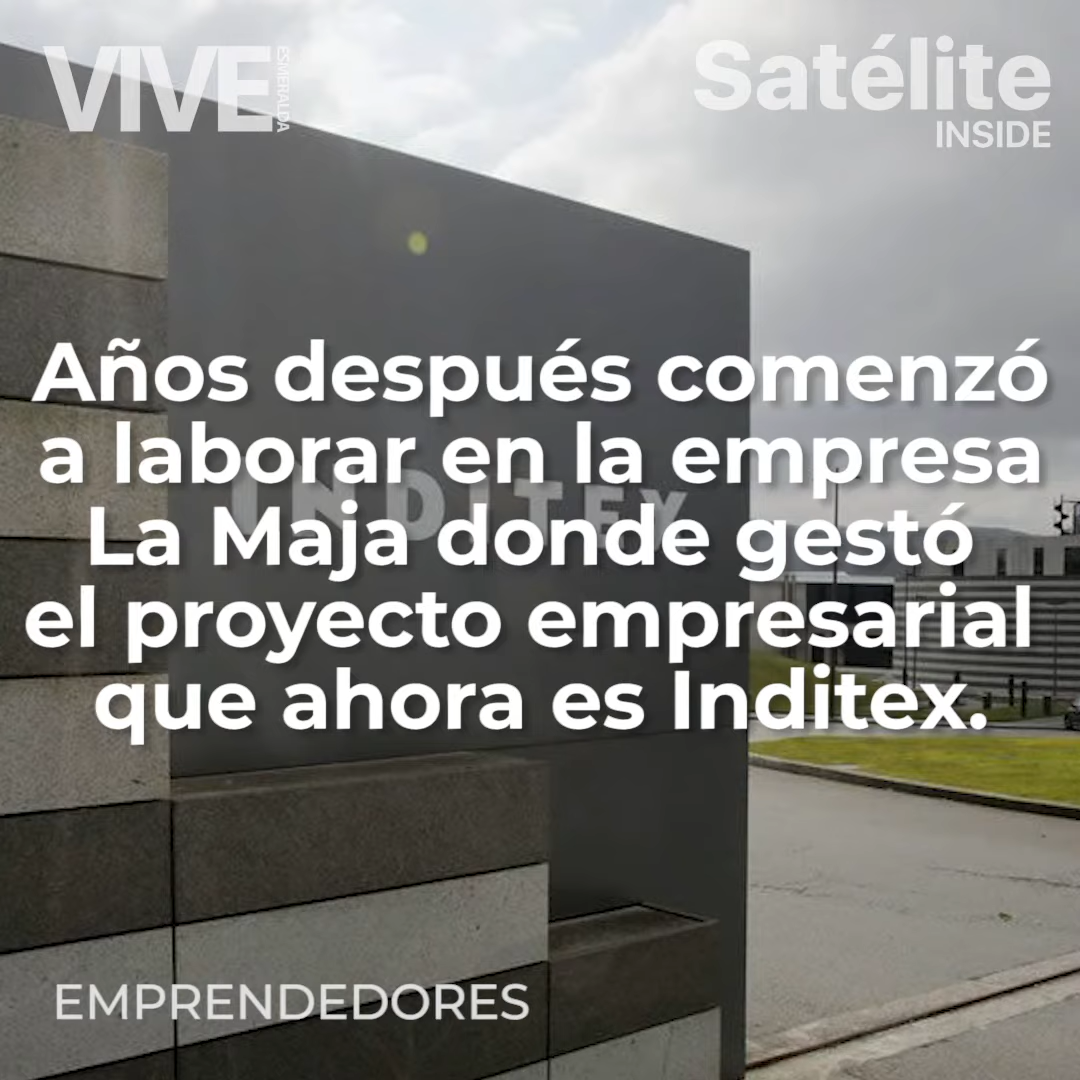 VIVE
ESMERALDA
Satélite
INSIDE
Años después comenzó
a laborar en la empresa
INDITEX
La Maja donde gestó
el proyecto empresarial
que ahora es Inditex.
EMPRENDEDORES